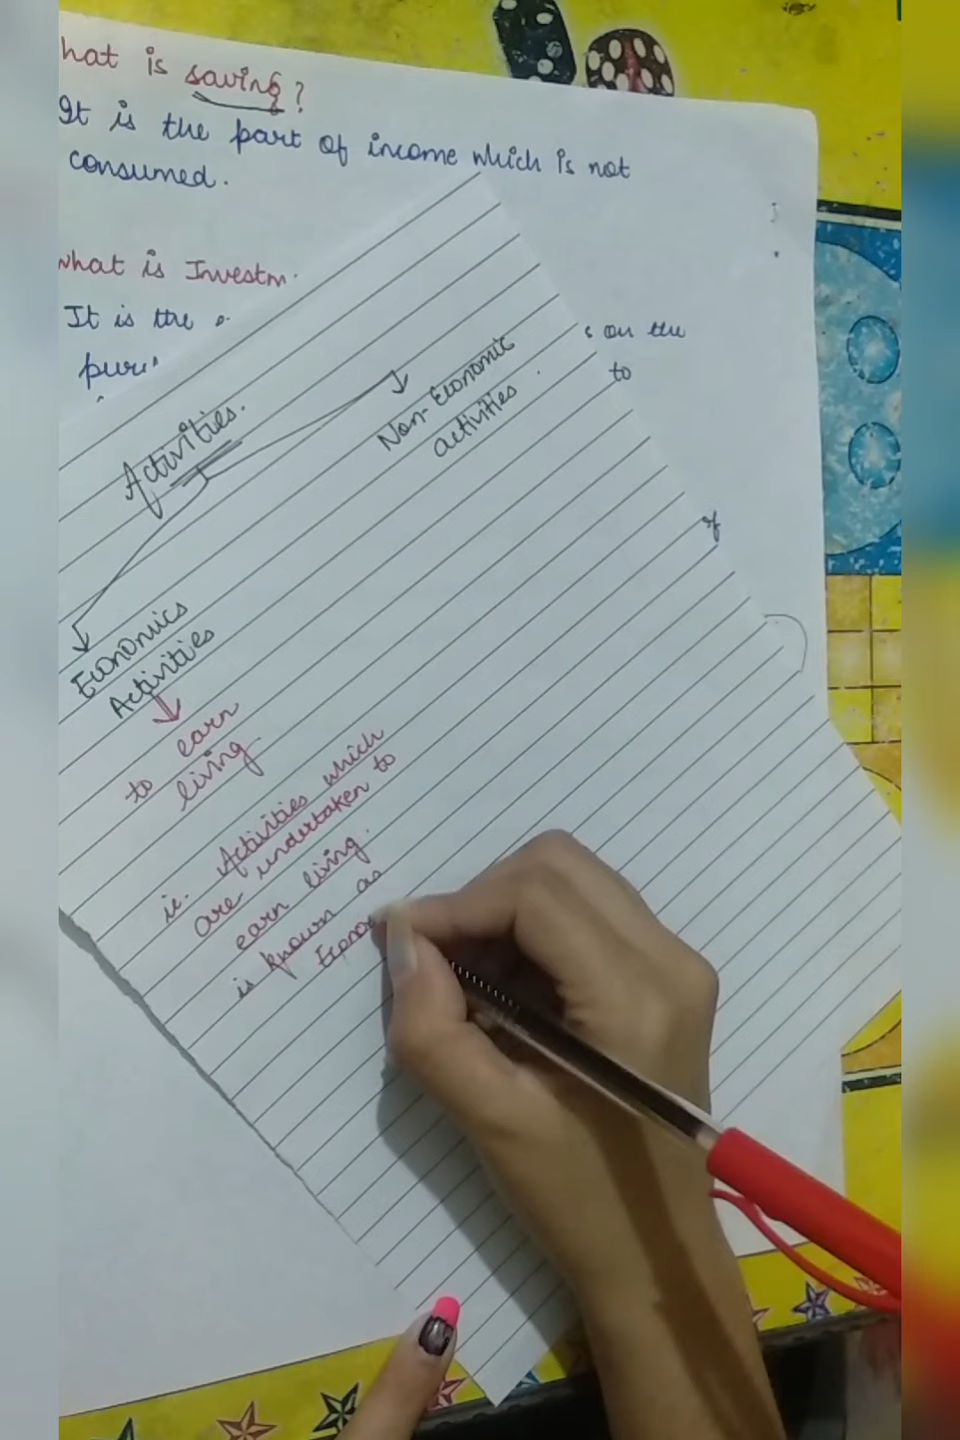 hat is saving?
It is the part of income which is not
consumed.
what is Investm
It is the
on the
to
of
Activities.
Non-Economic
activities.
Economics
Activities
to earn
living
ie. Activities which
are undertaken to
earn living.
is known as
Econo